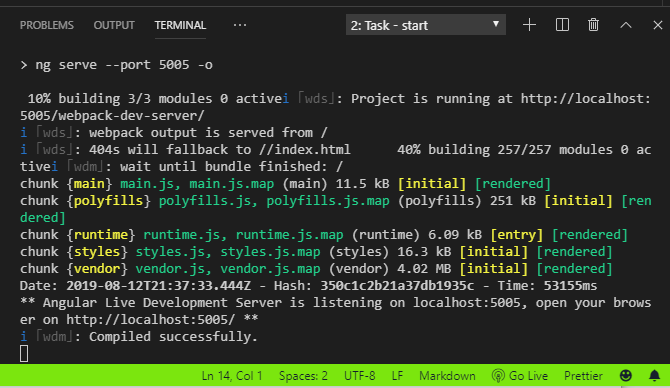 PROBLEMS OUTPUT TERMINAL ... 2: Task - start
> ng serve --port 5005 -o
10% building 3/3 modules 0 activei ｢wds｣: Project is running at http://localhost:
5005/webpack-dev-server/
i ｢wds｣: webpack output is served from /
i ｢wds｣: 404s will fallback to //index.html 40% building 257/257 modules 0 ac
tivei ｢wdm｣: wait until bundle finished: /
chunk {main} main.js, main.js.map (main) 11.5 kB [initial] [rendered]
chunk {polyfills} polyfills.js, polyfills.js.map (polyfills) 251 kB [initial] [ren
dered]
chunk {runtime} runtime.js, runtime.js.map (runtime) 6.09 kB [entry] [rendered]
chunk {styles} styles.js, styles.js.map (styles) 16.3 kB [initial] [rendered]
chunk {vendor} vendor.js, vendor.js.map (vendor) 4.02 MB [initial] [rendered]
Date: 2019-08-12T21:37:33.444Z - Hash: 350c1c2b21a37db1935c - Time: 53155ms
** Angular Live Development Server is listening on localhost:5005, open your brows
er on http://localhost:5005/ **
i ｢wdm｣: Compiled successfully.
Ln 14, Col 1 Spaces: 2 UTF-8 LF Markdown Go Live Prettier